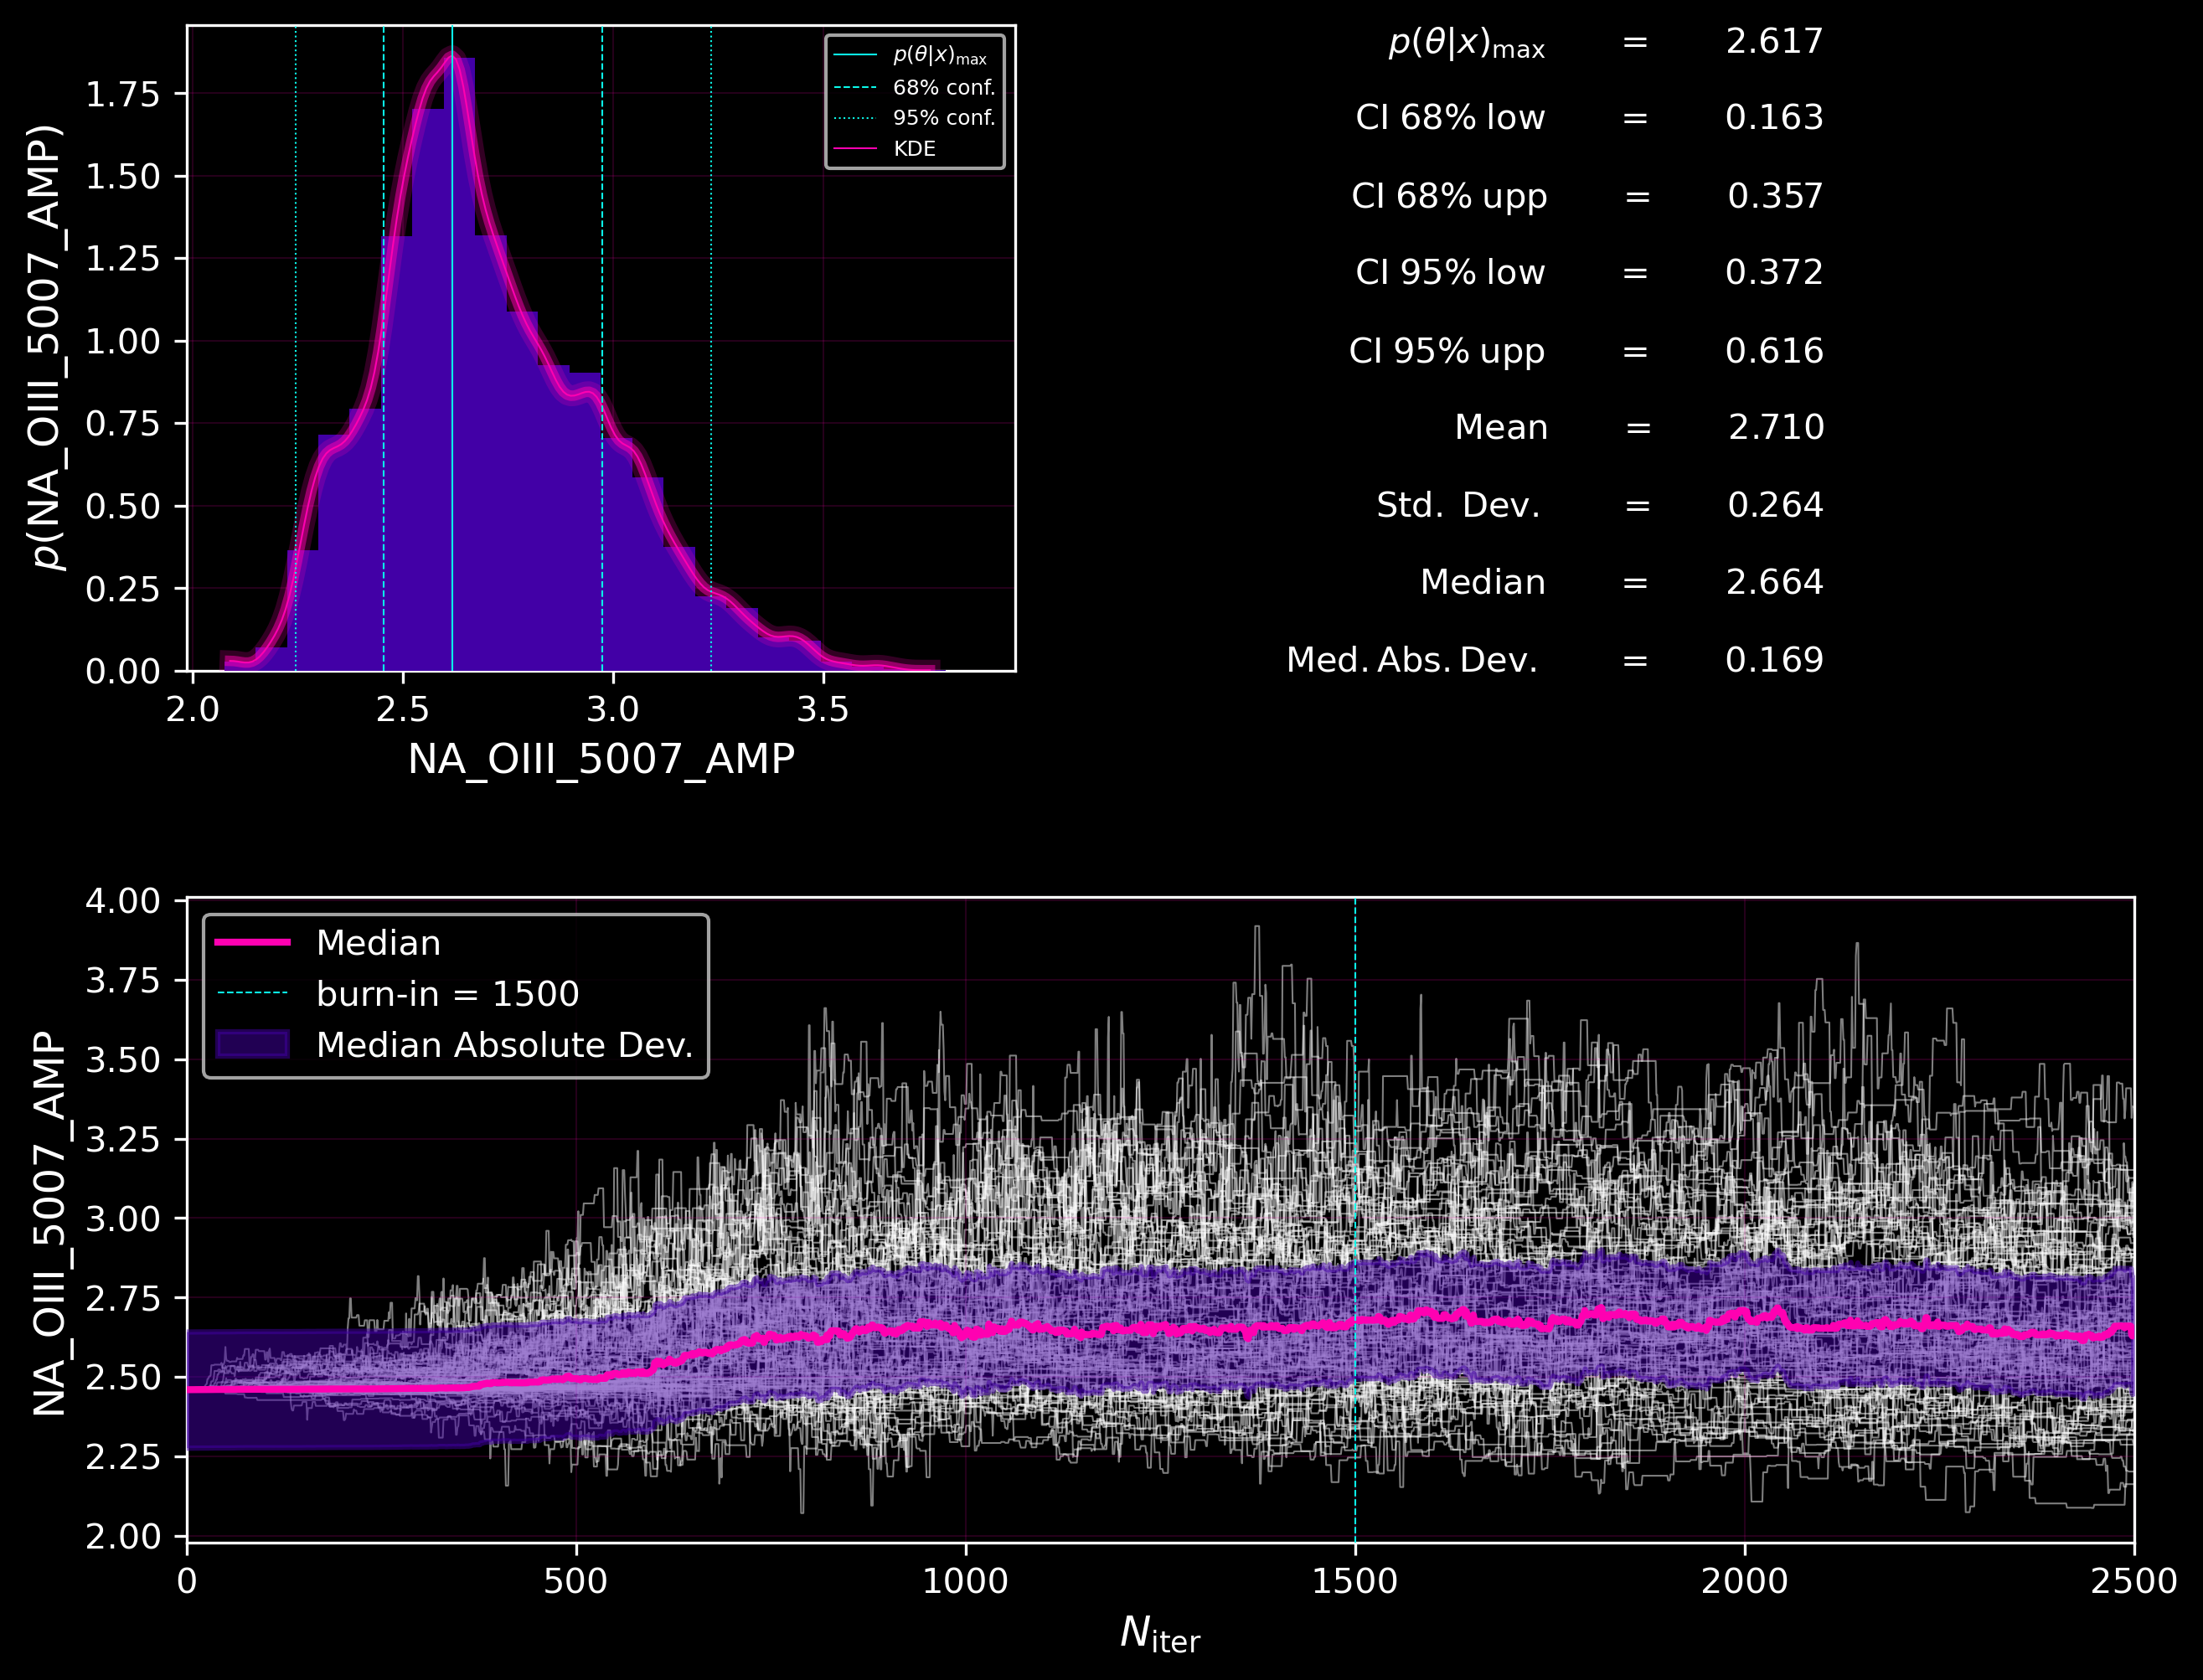 p(θ|x)max = 2.617
CI 68% low = 0.163
CI 68% upp = 0.357
CI 95% low = 0.372
CI 95% upp = 0.616
Mean = 2.710
Std. Dev. = 0.264
Median = 2.664
Med. Abs. Dev. = 0.169
p(θ|x)max
68% conf.
95% conf.
KDE
p(NA_OIII_5007_AMP)
1.75
1.50
1.25
1.00
0.75
0.50
0.25
0.00
2.0 2.5 3.0 3.5
NA_OIII_5007_AMP
Median
burn-in = 1500
Median Absolute Dev.
NA_OIII_5007_AMP
4.00
3.75
3.50
3.25
3.00
2.75
2.50
2.25
2.00
0 500 1000 1500 2000 2500
Niter